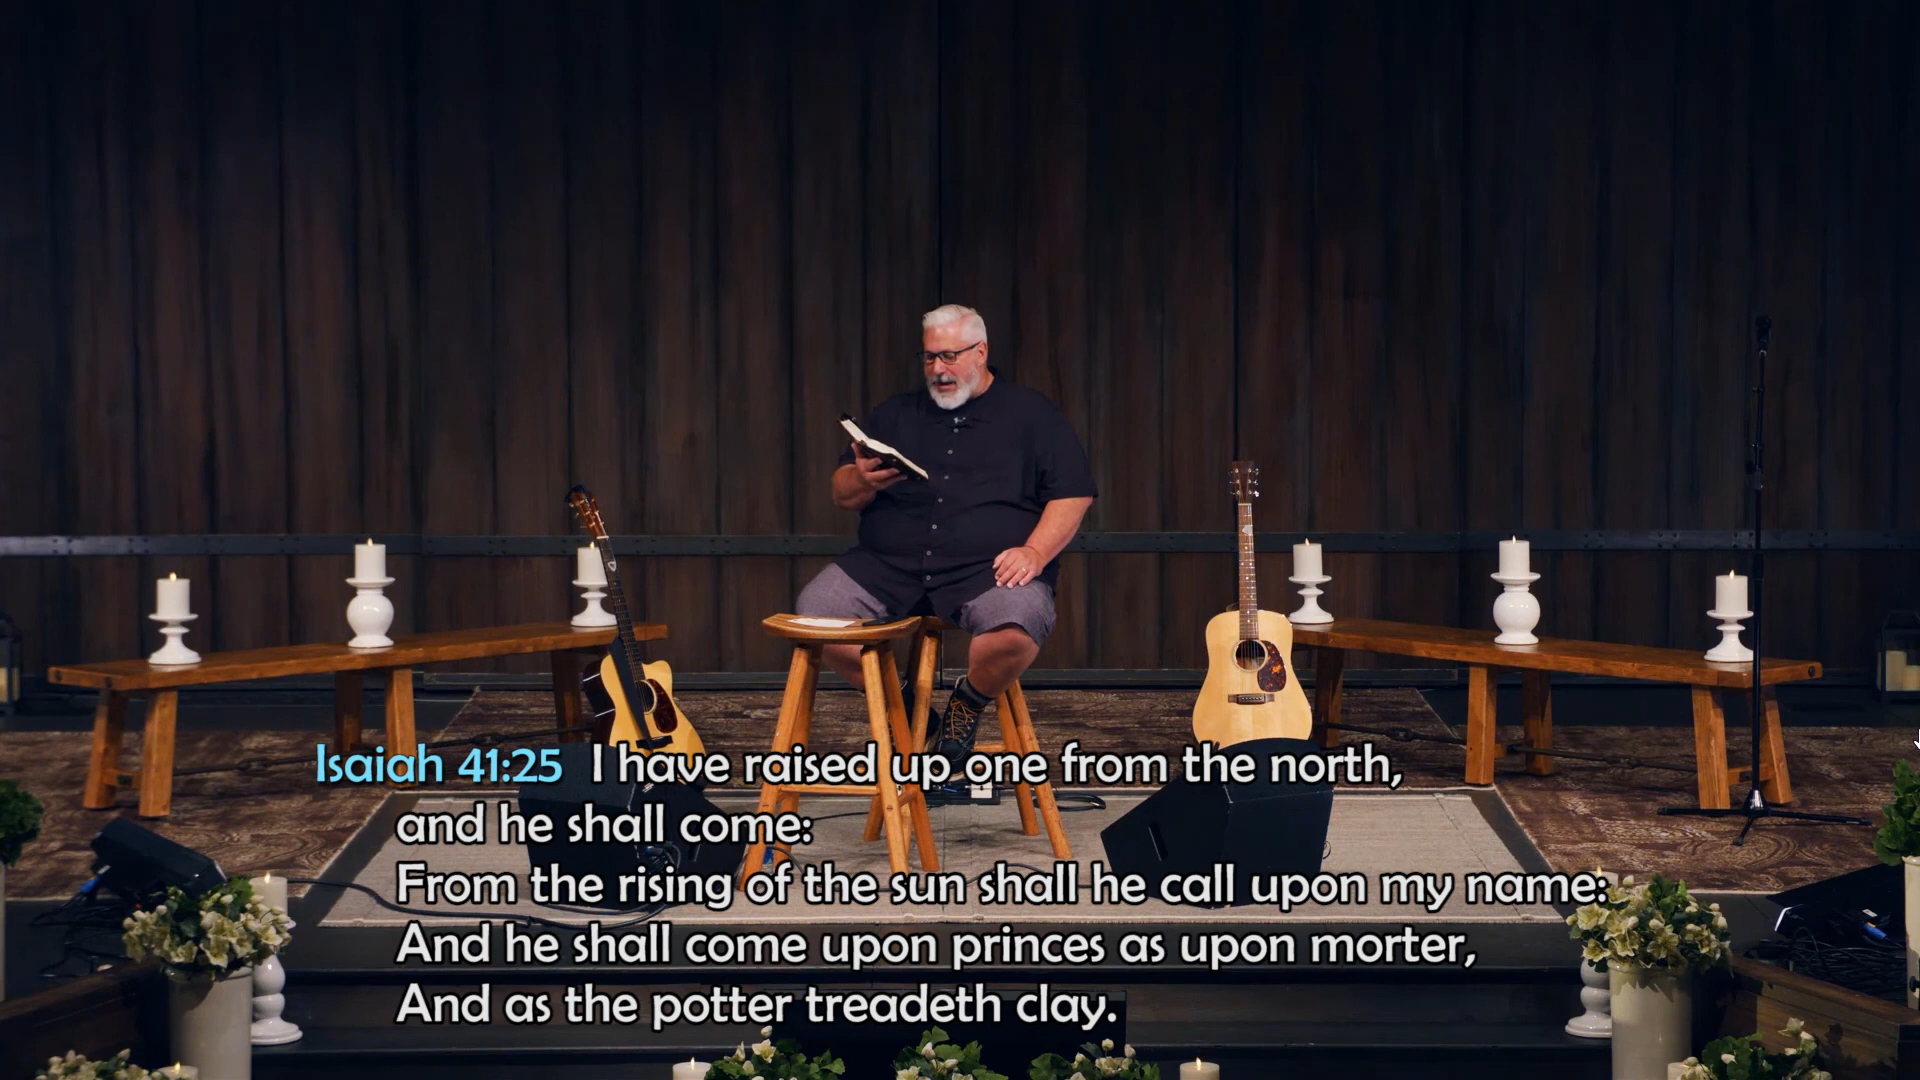 Isaiah 41:25 I have raised up one from the north,
and he shall come:
From the rising of the sun shall he call upon my name:
And he shall come upon princes as upon morter,
And as the potter treadeth clay.